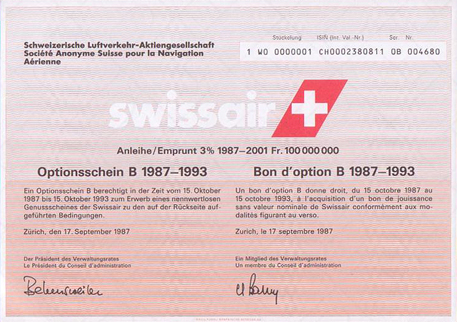 Stückelung ISIN (Int. Val.-Nr.) Ser. Nr.
1 WO 0000001 CH0002380811 OB 004680
Schweizerische Luftverkehr-Aktiengesellschaft
Société Anonyme Suisse pour la Navigation
Aérienne
swissair
Anleihe/Emprunt 3% 1987–2001 Fr. 100 000 000
Optionsschein B 1987–1993
Ein Optionsschein B berechtigt in der Zeit vom 15. Oktober
1987 bis 15. Oktober 1993 zum Erwerb eines nennwertlosen
Genussscheines der Swissair zu den auf der Rückseite auf-
geführten Bedingungen.
Zürich, den 17. September 1987
Der Präsident des Verwaltungsrates
Le Président du Conseil d'administration
Bon d'option B 1987–1993
Un bon d'option B donne droit, du 15 octobre 1987 au
15 octobre 1993, à l'acquisition d'un bon de jouissance
sans valeur nominale de Swissair conformément aux mo-
dalités figurant au verso.
Zurich, le 17 septembre 1987
Ein Mitglied des Verwaltungsrates
Un membre du Conseil d'administration